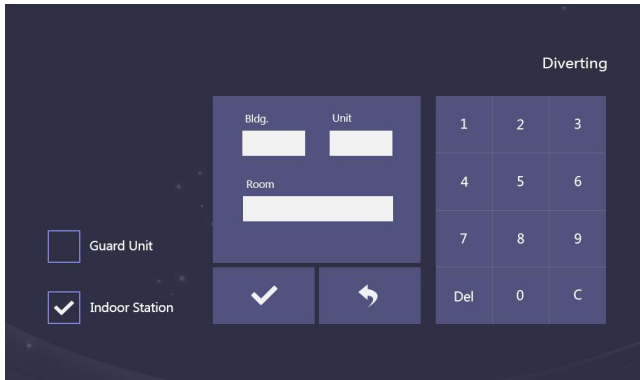 Diverting
Bldg. Unit
Room
1 2 3
4 5 6
7 8 9
Del 0 C
Guard Unit
Indoor Station